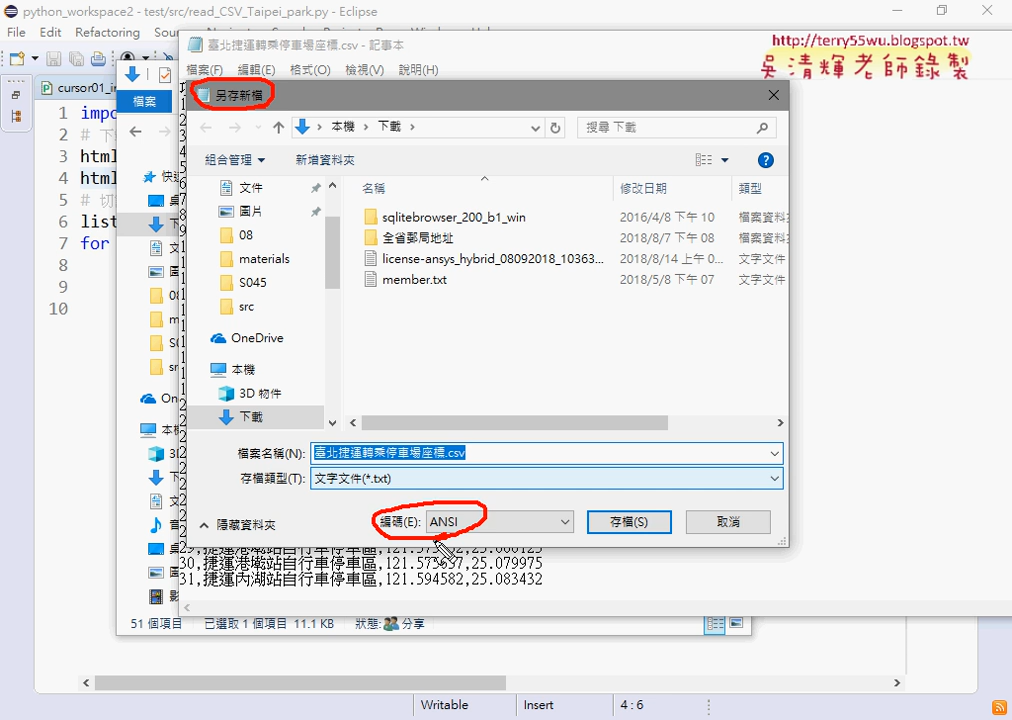 python_workspace2 - test/src/read_CSV_Taipei_park.py - Eclipse
File Edit Refactoring
臺北捷運轉乘停車場座標.csv - 記事本
http://terry55wu.blogspot.tw
吳清輝老師錄製
檔案(F) 編輯(E) 格式(O) 檢視(V) 說明(H)
另存新檔
檔案
本機 › 下載
搜尋 下載
組合管理 新增資料夾
1
2
3 html
4 html
5
6 list
7 for
8
9
10
文件
圖片
08
materials
S045
src
OneDrive
本機
3D 物件
下載
名稱 修改日期 類型
sqlitebrowser_200_b1_win 2016/4/8 下午 10
全省郵局地址 2018/8/7 下午 08
license-ansys_hybrid_08092018_10363... 2018/8/14 上午 0... 文字文件
member.txt 2018/5/8 下午 07 文字文件
檔案名稱(N): 臺北捷運轉乘停車場座標.csv
存檔類型(T): 文字文件(*.txt)
隱藏資料夾
編碼(E): ANSI
存檔(S)
取消
30,捷運港墘站自行車停車區,121.575637,25.079975
31,捷運內湖站自行車停車區,121.594582,25.083432
51 個項目 已選取 1 個項目 11.1 KB 狀態: 分享
Writable Insert 4 : 6